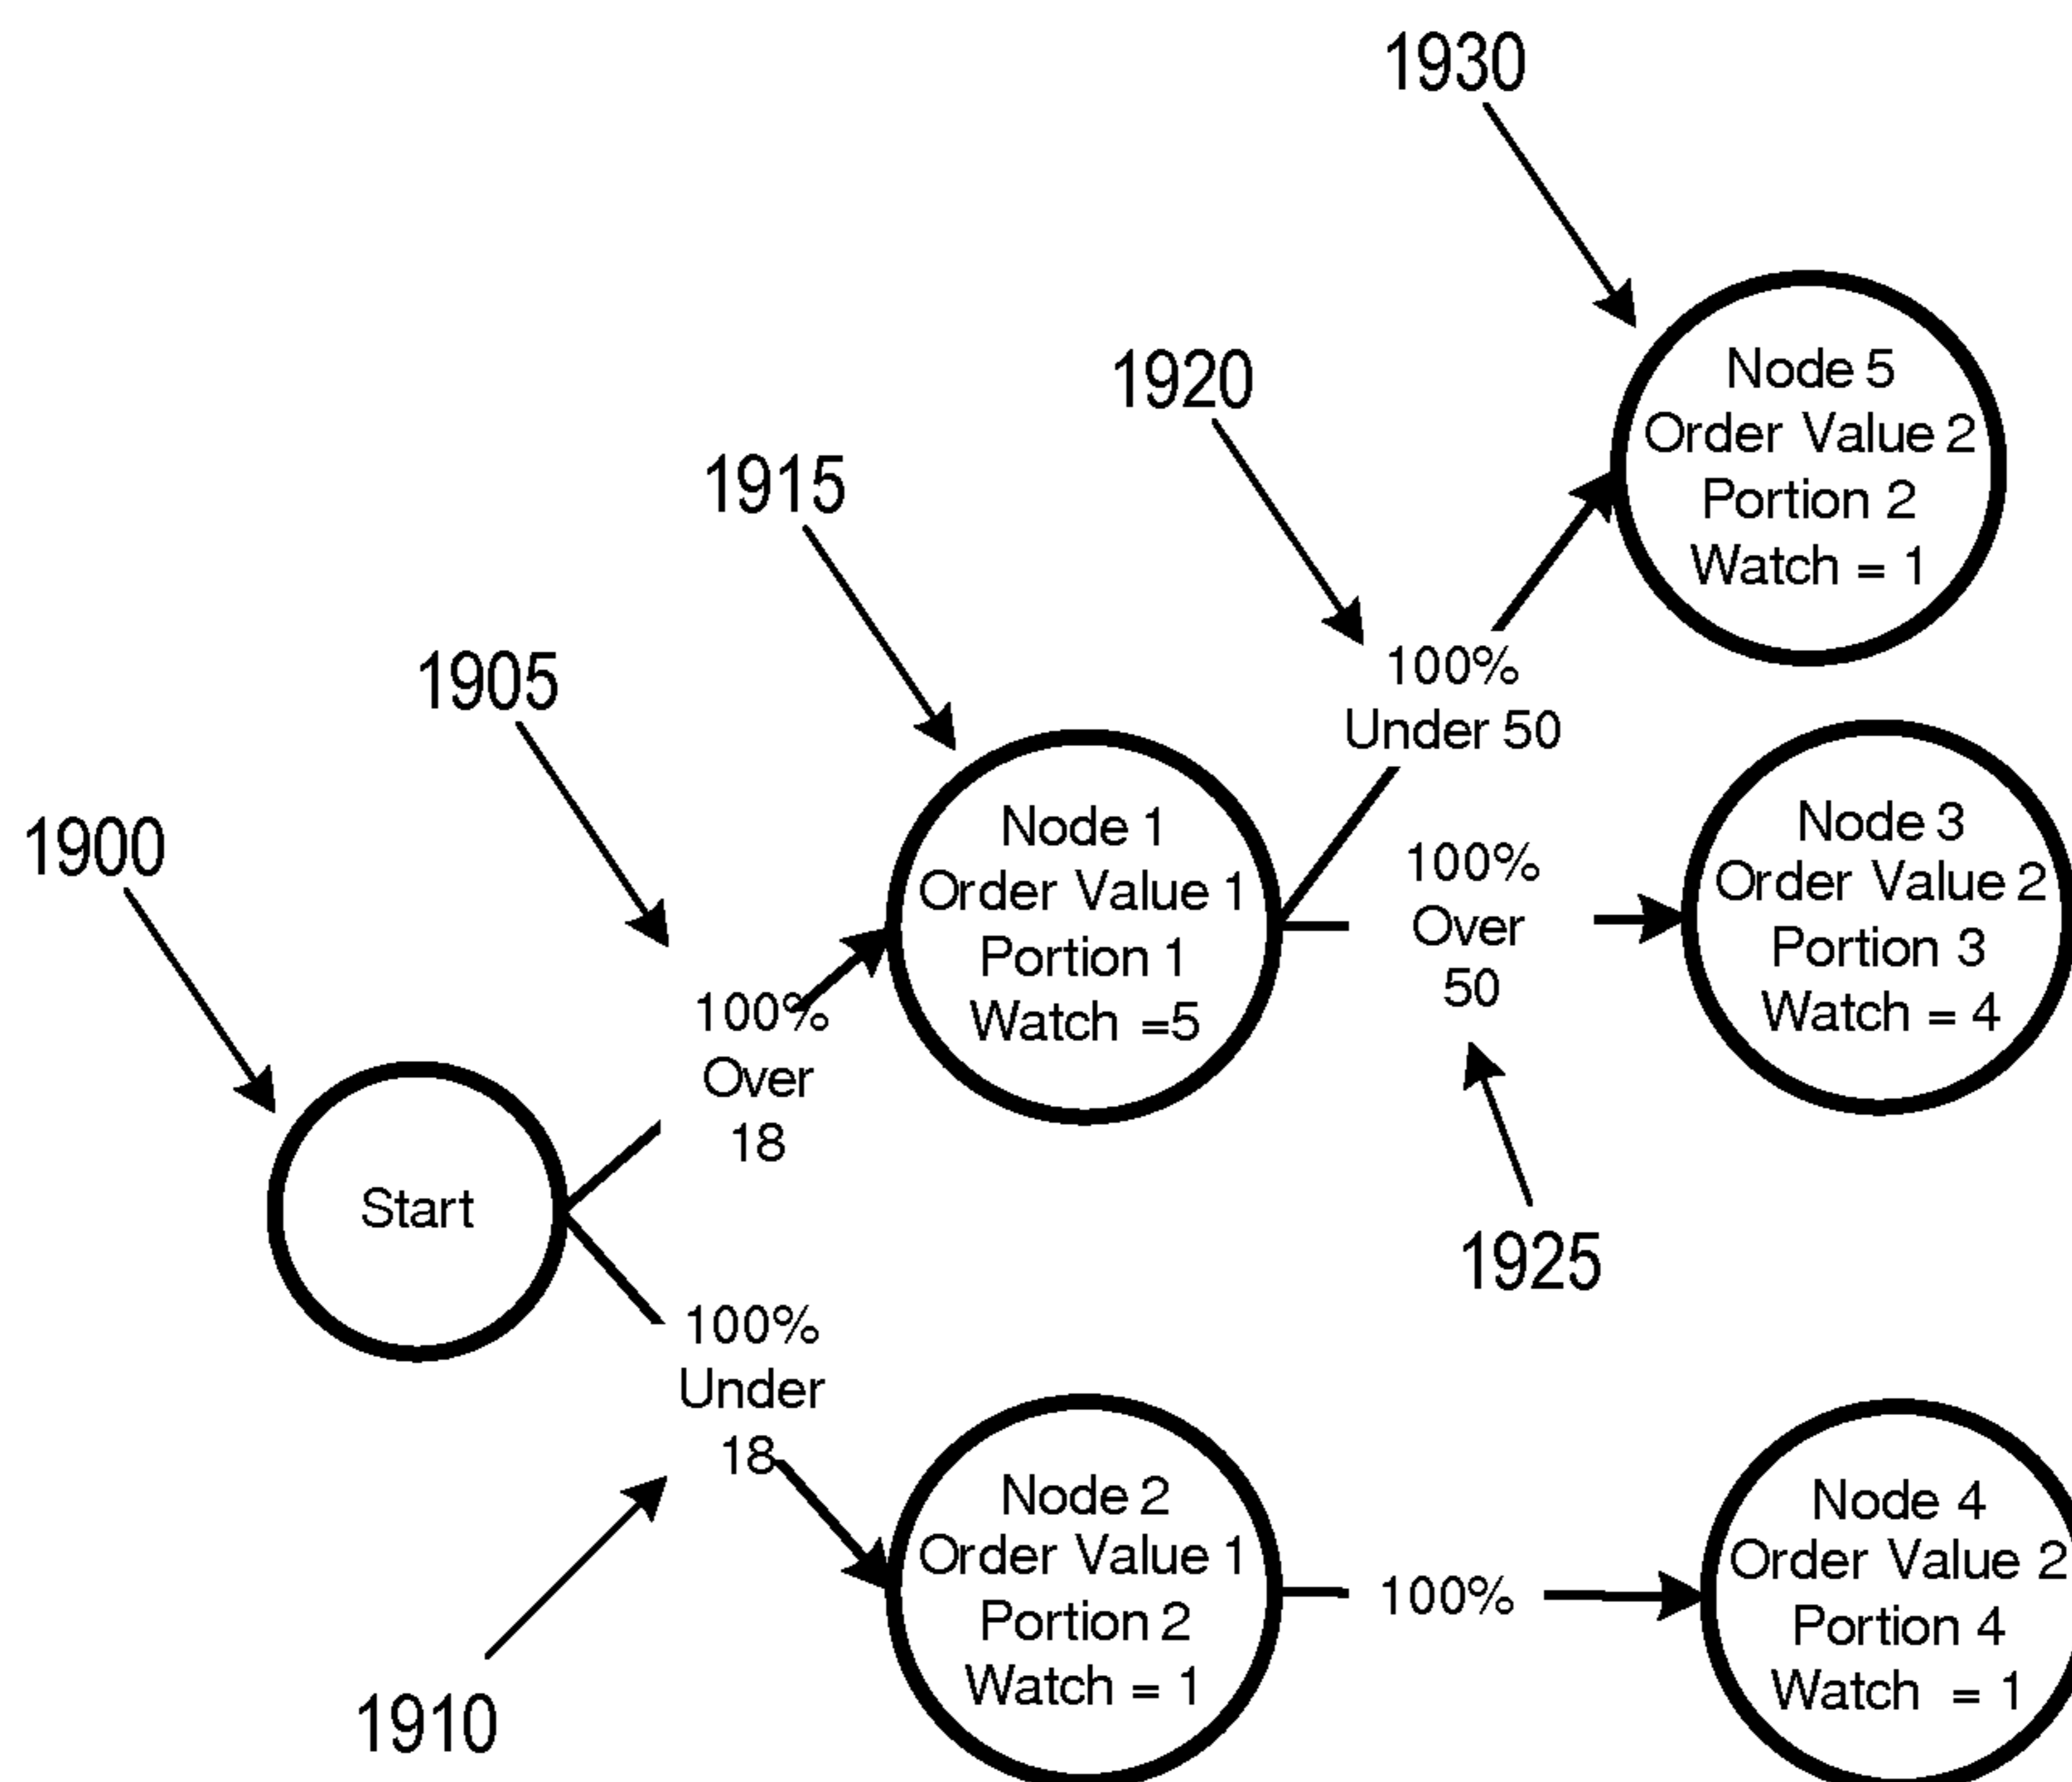 1930
Node 5
Order Value 2
Portion 2
Watch = 1
1920
100%
Under 50
1915
Node 1
Order Value 1
Portion 1
Watch =5
100%
Over
50
Node 3
Order Value 2
Portion 3
Watch = 4
1905
1900
100%
Over
18
Start
1925
100%
Under
18
1910
Node 2
Order Value 1
Portion 2
Watch = 1
100%
Node 4
Order Value 2
Portion 4
Watch = 1